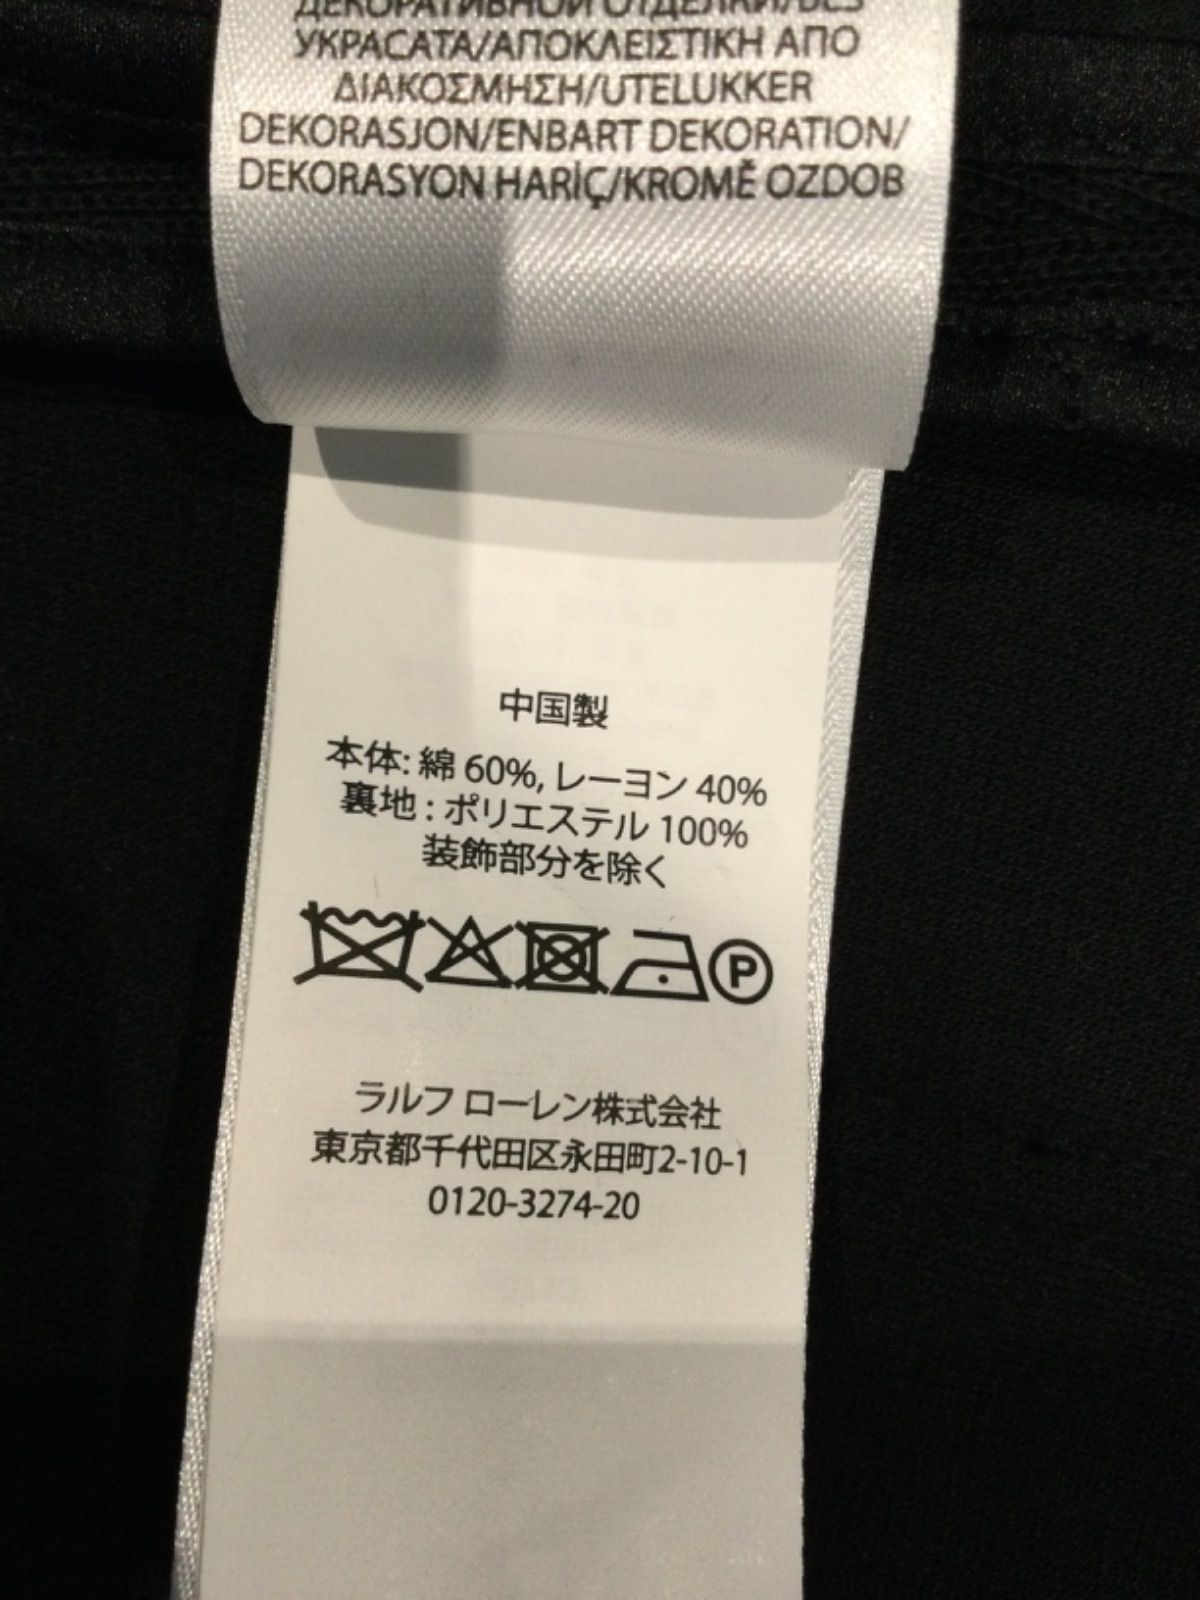 ДЕКОРАТИВНОЙ ОТДЕЛКИ/BES
УКРАСАТА/ΑΠΟΚΛΕΙΣΤΙΚΗ ΑΠΟ
ΔΙΑΚΟΣΜΗΣΗ/UTELUKKER
DEKORASJON/ENBART DEKORATION/
DEKORASYON HARİÇ/KROMĚ OZDOB
中国製
本体: 綿 60%, レーヨン 40%
裏地 : ポリエステル 100%
装飾部分を除く
P
ラルフ ローレン株式会社
東京都千代田区永田町2-10-1
0120-3274-20